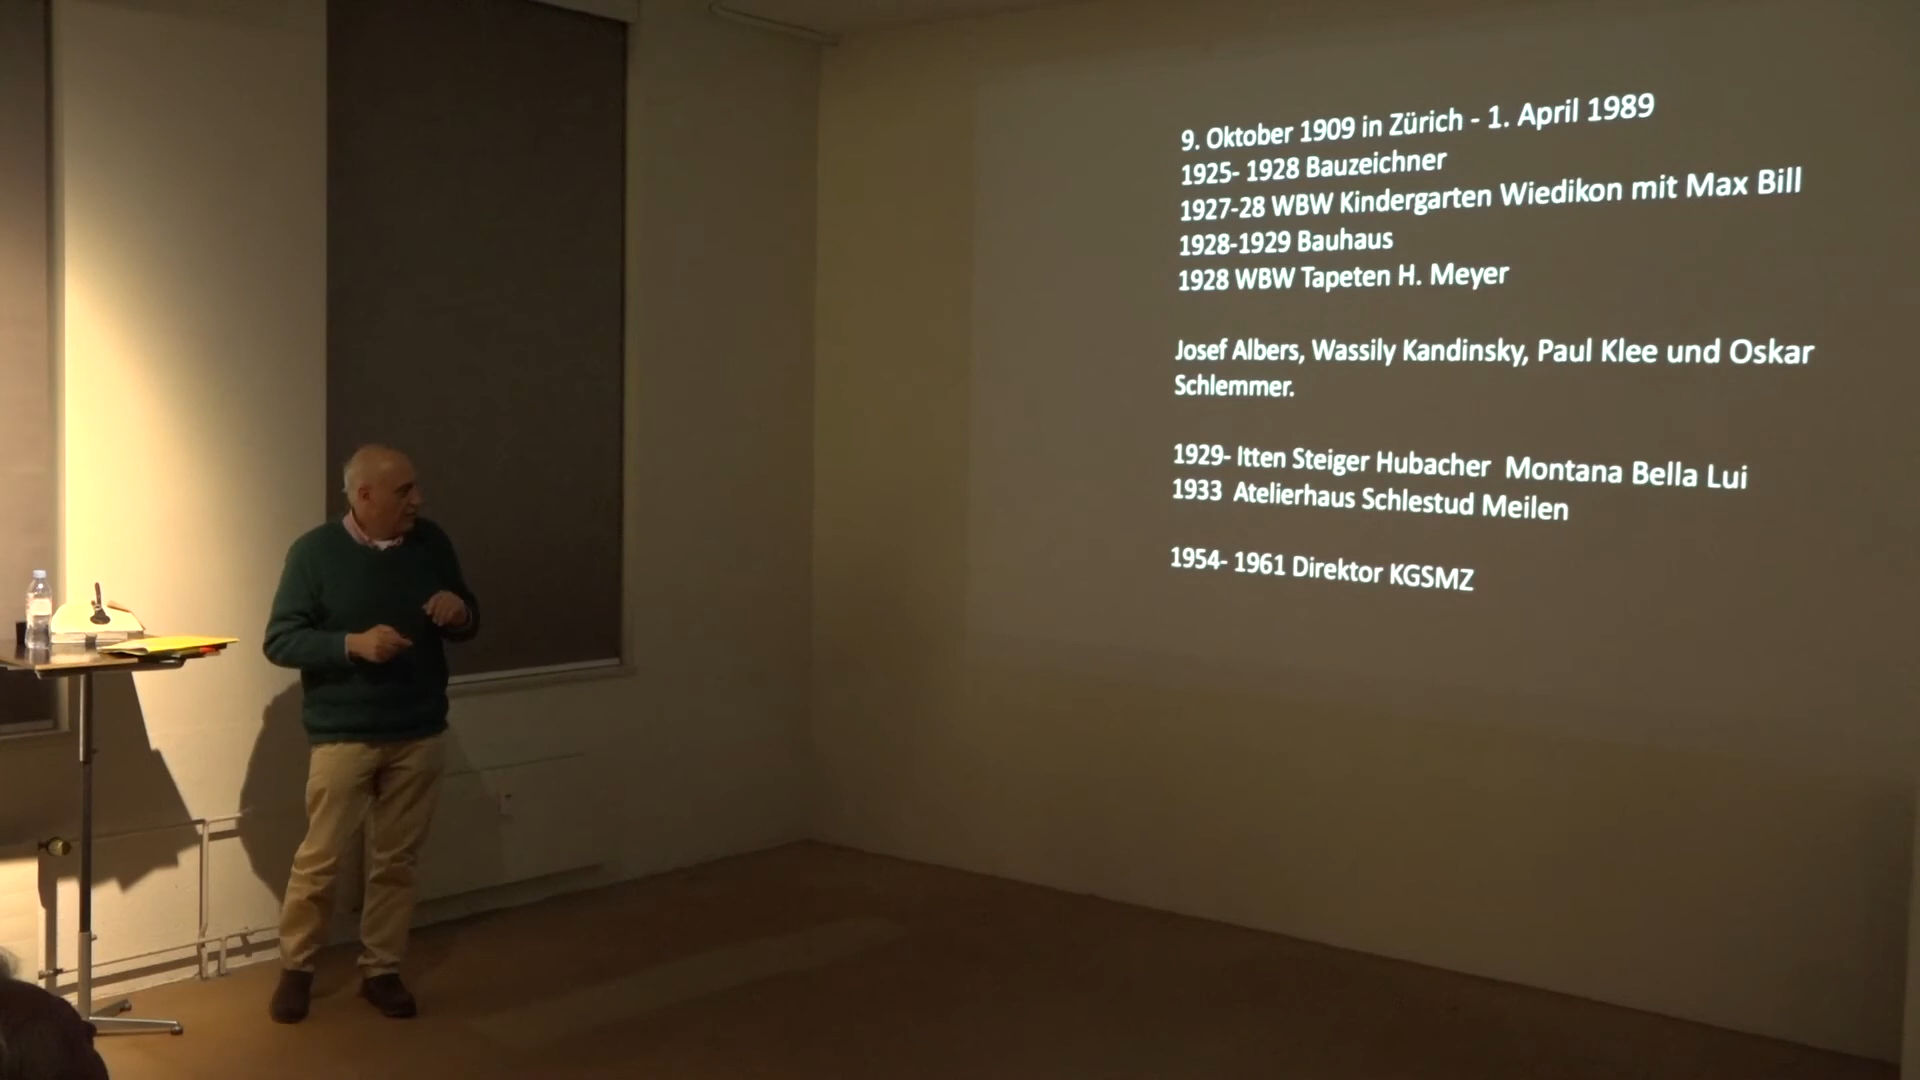 9. Oktober 1909 in Zürich - 1. April 1989
1925- 1928 Bauzeichner
1927-28 WBW Kindergarten Wiedikon mit Max Bill
1928-1929 Bauhaus
1928 WBW Tapeten H. Meyer
Josef Albers, Wassily Kandinsky, Paul Klee und Oskar
Schlemmer.
1929- Itten Steiger Hubacher Montana Bella Lui
1933 Atelierhaus Schlestud Meilen
1954- 1961 Direktor KGSMZ